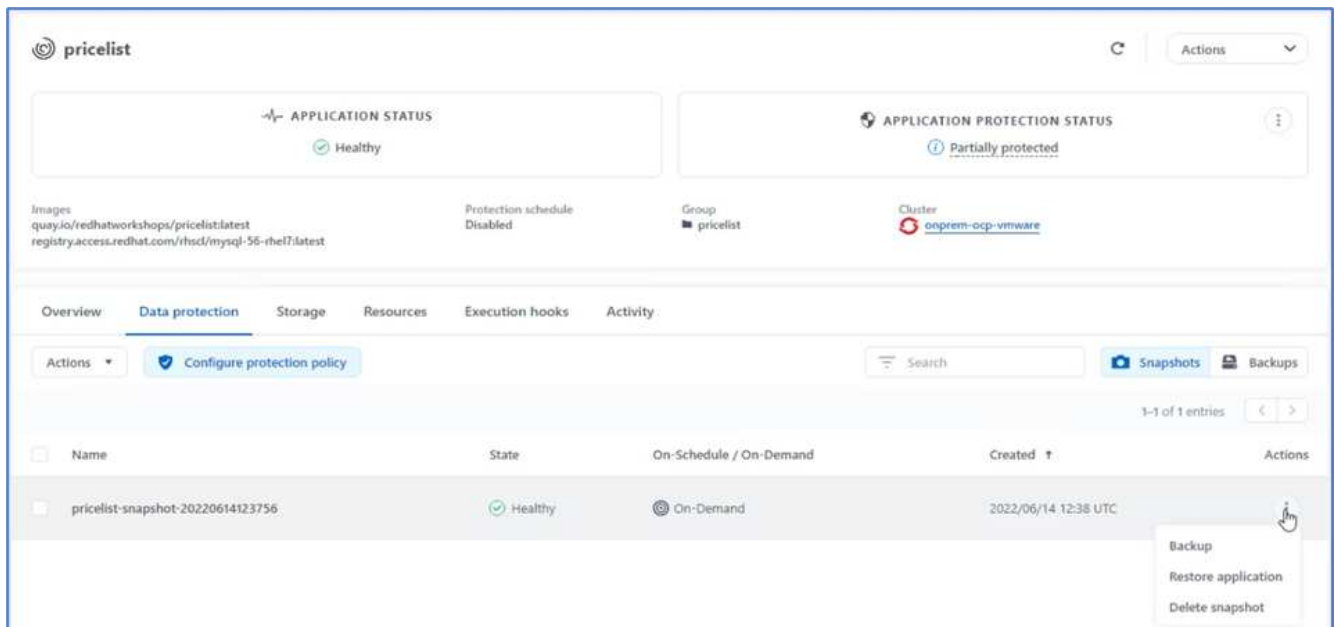 pricelist
Actions
APPLICATION STATUS
Healthy
APPLICATION PROTECTION STATUS
Partially protected
Images
quay.io/redhatworkshops/pricelist:latest
registry.access.redhat.com/rhscl/mysql-56-rhel7:latest
Protection schedule
Disabled
Group
pricelist
Cluster
onprem-ocp-vmware
Overview Data protection Storage Resources Execution hooks Activity
Actions Configure protection policy Search Snapshots Backups
1-1 of 1 entries
Name State On-Schedule / On-Demand Created ↑ Actions
pricelist-snapshot-20220614123756 Healthy On-Demand 2022/06/14 12:38 UTC
Backup
Restore application
Delete snapshot